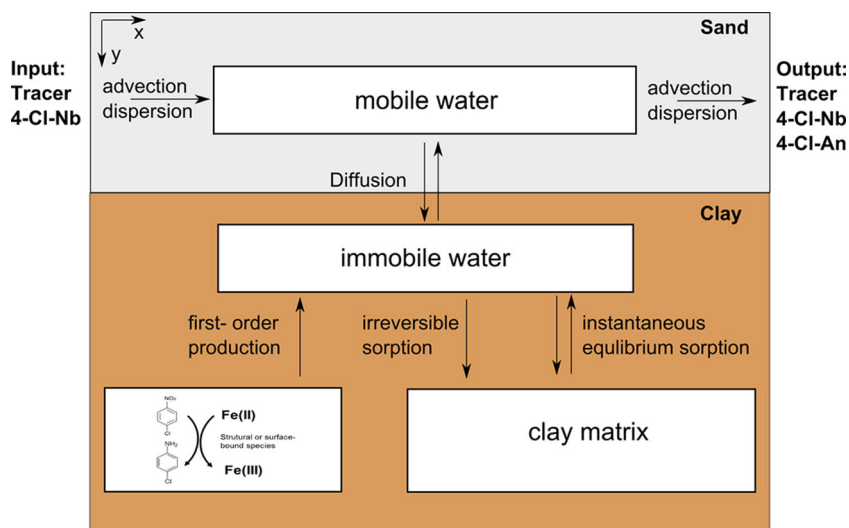 x
y
Sand
Input:
Tracer
4-Cl-Nb
advection
dispersion
mobile water
advection
dispersion
Output:
Tracer
4-Cl-Nb
4-Cl-An
Diffusion
Clay
immobile water
first- order
production
irreversible
sorption
instantaneous
equlibrium sorption
NO₂
Cl
NH₂
Cl
Fe(II)
Strutural or surface-
bound species
Fe(III)
clay matrix